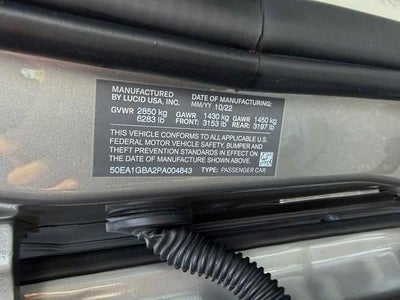 MANUFACTURED DATE OF MANUFACTURING:
BY LUCID USA, INC. MM/YY 10/22
GVWR 2850 kg GAWR 1430 kg GAWR 1450 kg
6283 lb FRONT: 3153 lb REAR: 3197 lb
THIS VEHICLE CONFORMS TO ALL APPLICABLE U.S.
FEDERAL MOTOR VEHICLE SAFETY, BUMPER AND
THEFT PREVENTION STANDARDS IN EFFECT ON THE
DATE OF MANUFACTURE SHOWN ABOVE.
50EA1GBA2PA004843 TYPE: PASSENGER CAR